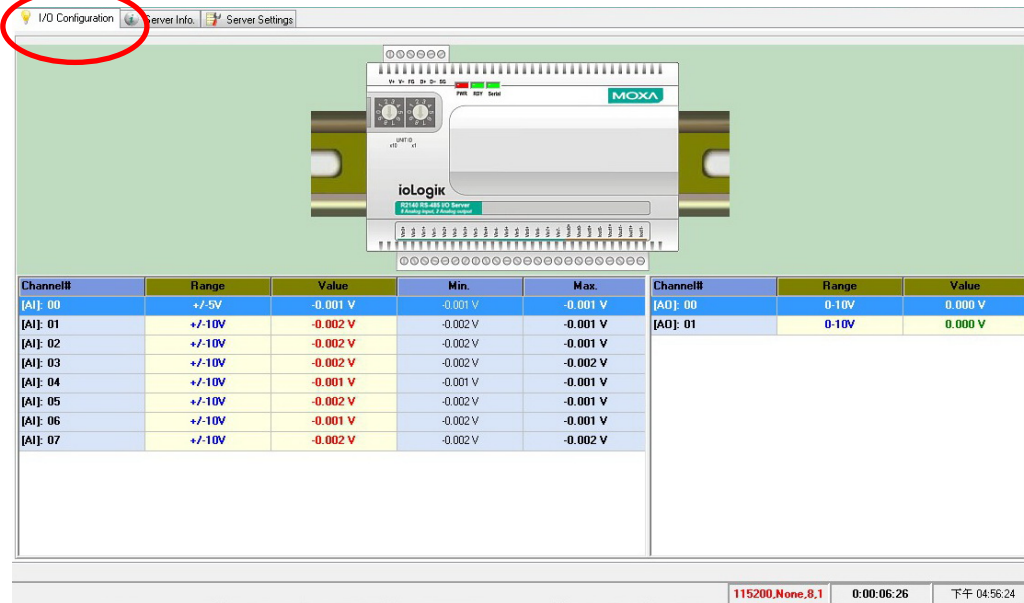 I/O Configuration Server Info. Server Settings
V+ V- FG D+ D- SG
PWR RDY Serial
MOXA
UNIT ID
x10 x1
ioLogik
R2140 RS-485 I/O Server
8 Analog input, 2 Analog output
Channel# Range Value Min. Max. Channel# Range Value
[AI]: 00 +/-5V -0.001 V -0.001 V -0.001 V [AO]: 00 0-10V 0.000 V
[AI]: 01 +/-10V -0.002 V -0.002 V -0.001 V [AO]: 01 0-10V 0.000 V
[AI]: 02 +/-10V -0.002 V -0.002 V -0.001 V
[AI]: 03 +/-10V -0.002 V -0.002 V -0.002 V
[AI]: 04 +/-10V -0.001 V -0.001 V -0.001 V
[AI]: 05 +/-10V -0.002 V -0.002 V -0.001 V
[AI]: 06 +/-10V -0.001 V -0.002 V -0.001 V
[AI]: 07 +/-10V -0.002 V -0.002 V -0.002 V
115200,None,8,1 0:00:06:26 下午 04:56:24